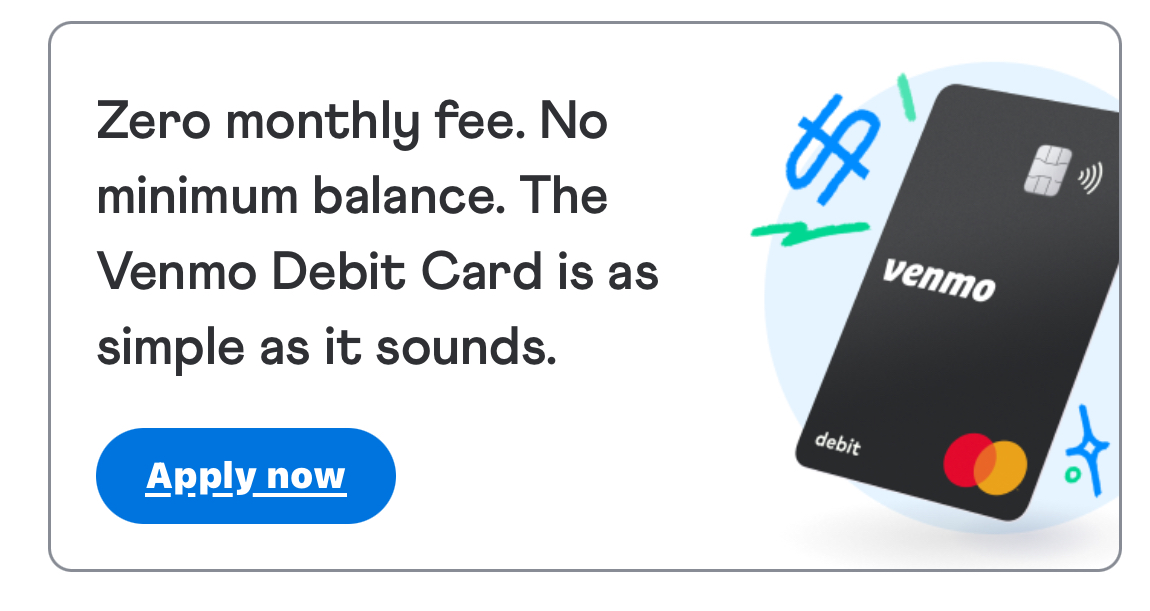 Zero monthly fee. No
minimum balance. The
Venmo Debit Card is as
simple as it sounds.
Apply now
venmo
debit